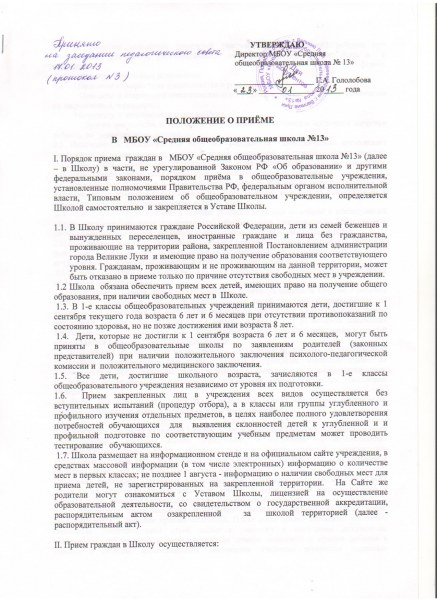 Принято
на заседании педагогического совета
01.2013
(протокол №3)
УТВЕРЖДАЮ
Директор МБОУ «Средняя
общеобразовательная школа № 13»
Г.А. Гололобова
« 23 » 01 2013 года
ПОЛОЖЕНИЕ О ПРИЁМЕ
В МБОУ «Средняя общеобразовательная школа №13»
I. Порядок приема граждан в МБОУ «Средняя общеобразовательная школа №13» (далее
– в Школу) в части, не урегулированной Законом РФ «Об образовании» и другими
федеральными законами, порядком приёма в общеобразовательные учреждения,
установленные полномочиями Правительства РФ, федеральным органом исполнительной
власти, Типовым положением об общеобразовательном учреждении, определяется
Школой самостоятельно и закрепляется в Уставе Школы.
1.1. В Школу принимаются граждане Российской Федерации, дети из семей беженцев и
вынужденных переселенцев, иностранные граждане и лица без гражданства,
проживающие на территории района, закрепленной Постановлением администрации
города Великие Луки и имеющие право на получение образования соответствующего
уровня. Гражданам, проживающим и не проживающим на данной территории, может
быть отказано в приеме только по причине отсутствия свободных мест в учреждении.
1.2 Школа обязана обеспечить прием всех детей, имеющих право на получение общего
образования, при наличии свободных мест в Школе.
1.3. В 1-е классы общеобразовательных учреждений принимаются дети, достигшие к 1
сентября текущего года возраста 6 лет и 6 месяцев при отсутствии противопоказаний по
состоянию здоровья, но не позже достижения ими возраста 8 лет.
1.4. Дети, которые не достигли к 1 сентября возраста 6 лет и 6 месяцев, могут быть
приняты в общеобразовательные школы по заявлениям родителей (законных
представителей) при наличии положительного заключения психолого-педагогической
комиссии и положительного медицинского заключения.
1.5. Все дети, достигшие школьного возраста, зачисляются в 1-е классы
общеобразовательного учреждения независимо от уровня их подготовки.
1.6. Прием закрепленных лиц в учреждения всех видов осуществляется без
вступительных испытаний (процедур отбора), а в классы или группы углубленного и
профильного изучения отдельных предметов, в целях наиболее полного удовлетворения
потребностей обучающихся для выявления склонностей детей к углубленной и и
профильной подготовке по соответствующим учебным предметам может проводить
тестирование обучающихся.
1.7. Школа размещает на информационном стенде и на официальном сайте учреждения, в
средствах массовой информации (в том числе электронных) информацию о количестве
мест в первых классах; не позднее 1 августа - информацию о наличии свободных мест для
приема детей, не зарегистрированных на закрепленной территории. На Сайте же
родители могут ознакомиться с Уставом Школы, лицензией на осуществление
образовательной деятельности, со свидетельством о государственной аккредитации,
распорядительным актом озакрепленной за школой территорией (далее -
распорядительный акт).
II. Прием граждан в Школу осуществляется: